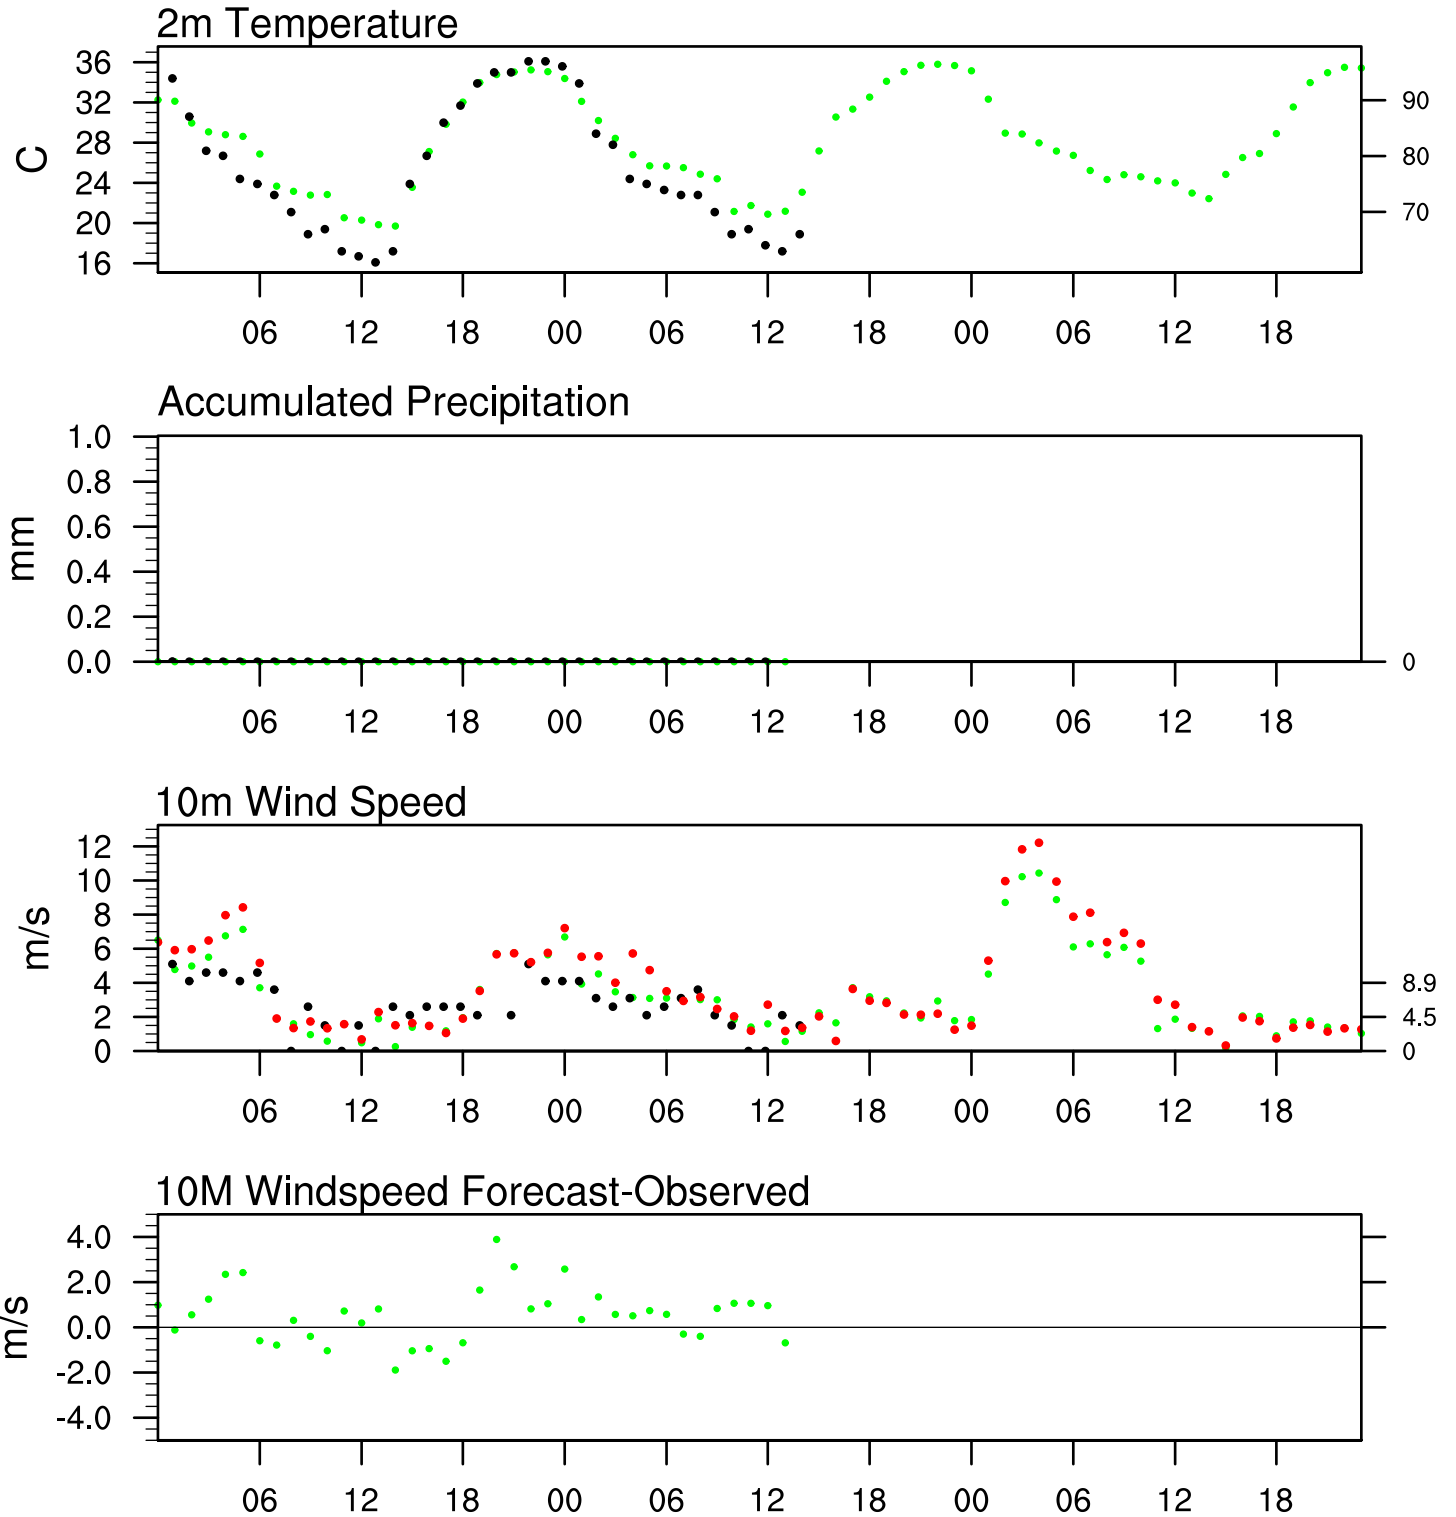 2m Temperature
36
32
28
24
20
16
C
90
80
70
06 12 18 00 06 12 18 00 06 12 18
Accumulated Precipitation
1.0
0.8
0.6
0.4
0.2
0.0
mm
0
06 12 18 00 06 12 18 00 06 12 18
10m Wind Speed
12
10
8
6
4
2
0
m/s
8.9
4.5
0
06 12 18 00 06 12 18 00 06 12 18
10M Windspeed Forecast-Observed
4.0
2.0
0.0
-2.0
-4.0
m/s
06 12 18 00 06 12 18 00 06 12 18